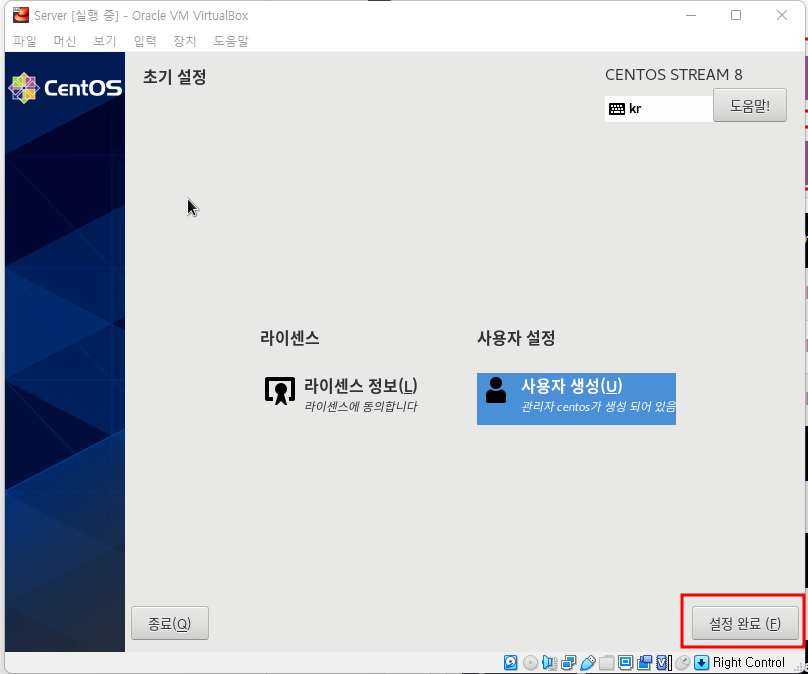 Server [실행 중] - Oracle VM VirtualBox
파일 머신 보기 입력 장치 도움말
CentOS
초기 설정
CENTOS STREAM 8
kr
도움말!
라이센스
사용자 설정
라이센스 정보(L)
라이센스에 동의합니다
사용자 생성(U)
관리자 centos가 생성 되어 있음
종료(Q)
설정 완료 (F)
Right Control